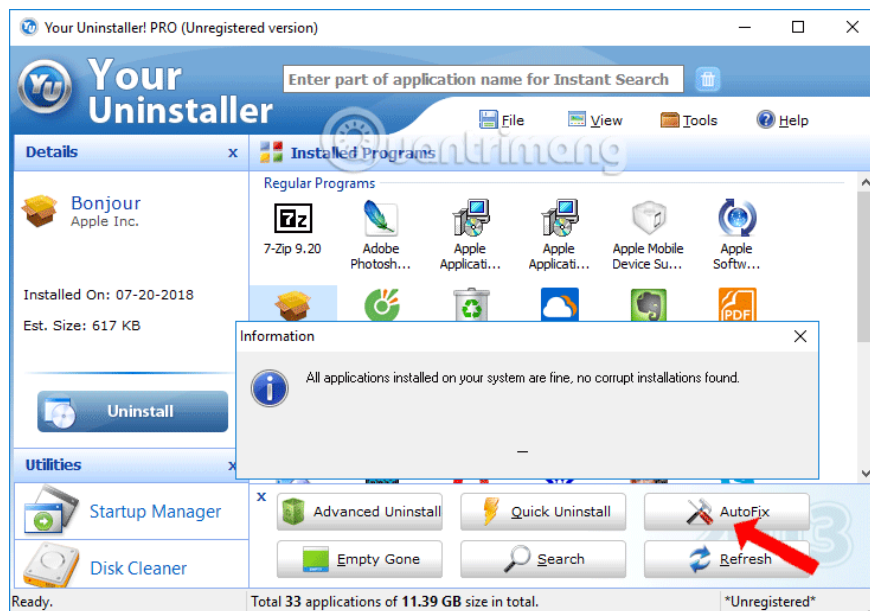 Your Uninstaller! PRO (Unregistered version)
Your
Uninstaller
Enter part of application name for Instant Search
File View Tools Help
Details x
Installed Programs
@uantrimang
Bonjour
Apple Inc.
Installed On: 07-20-2018
Est. Size: 617 KB
Uninstall
Regular Programs
7-Zip 9.20
Adobe
Photosh...
Apple
Applicati...
Apple
Applicati...
Apple Mobile
Device Su...
Apple
Softw...
PDF
Information
All applications installed on your system are fine, no corrupt installations found.
Utilities x
Startup Manager
Disk Cleaner
x
Advanced Uninstall
Quick Uninstall
AutoFix
Empty Gone
Search
Refresh
Ready.
Total 33 applications of 11.39 GB size in total.
*Unregistered*